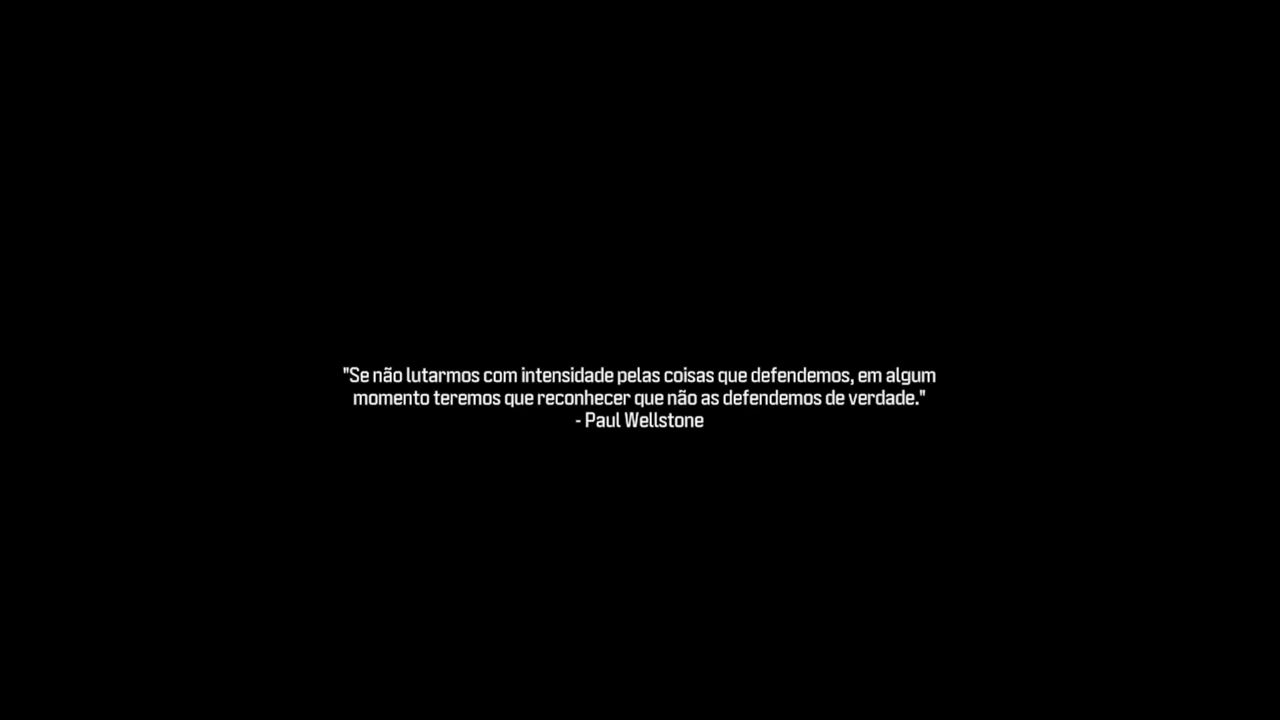 "Se não lutarmos com intensidade pelas coisas que defendemos, em algum
momento teremos que reconhecer que não as defendemos de verdade."
- Paul Wellstone